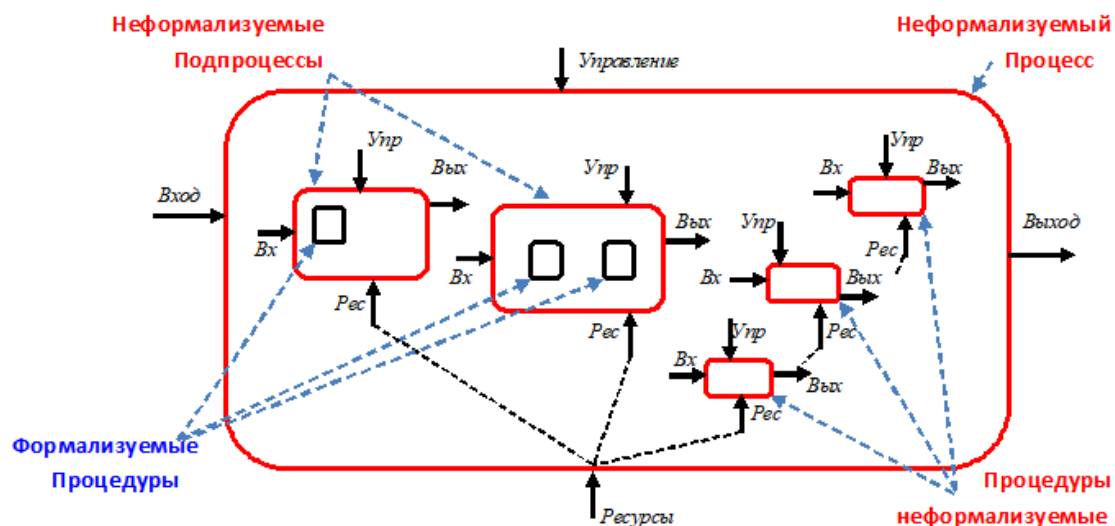 Неформализуемые
Подпроцессы
Неформализуемый
Процесс
Управление
Упр
Вых
Упр
Упр
Вх
Вых
Вход
Вх
Вых
Упр
Рес
Выход
Вх
Вх
Вых
Рес
Рес
Упр
Рес
Вх
Вых
Рес
Формализуемые
Процедуры
Процедуры
неформализуемые
Ресурсы